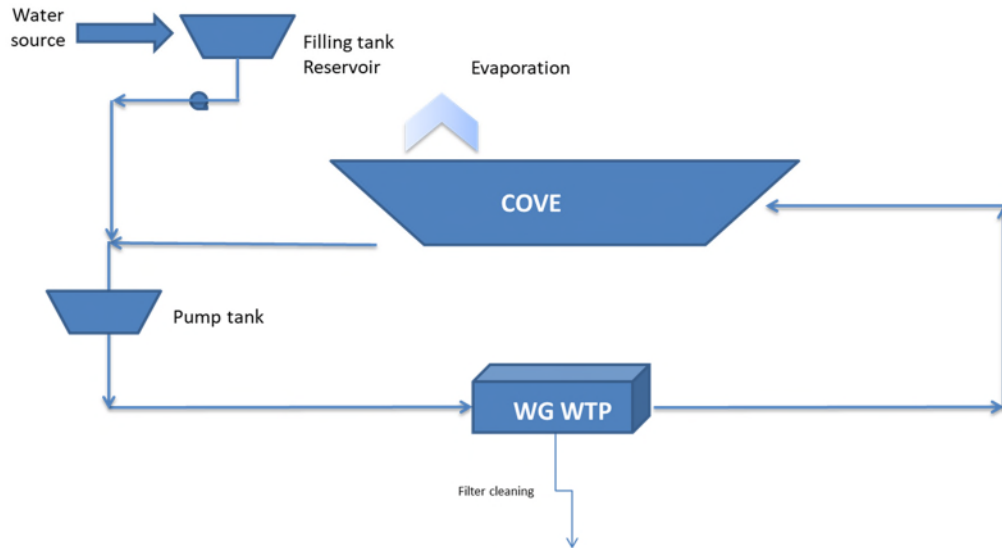 Water
source
Filling tank
Reservoir
Evaporation
COVE
Pump tank
WG WTP
Filter cleaning